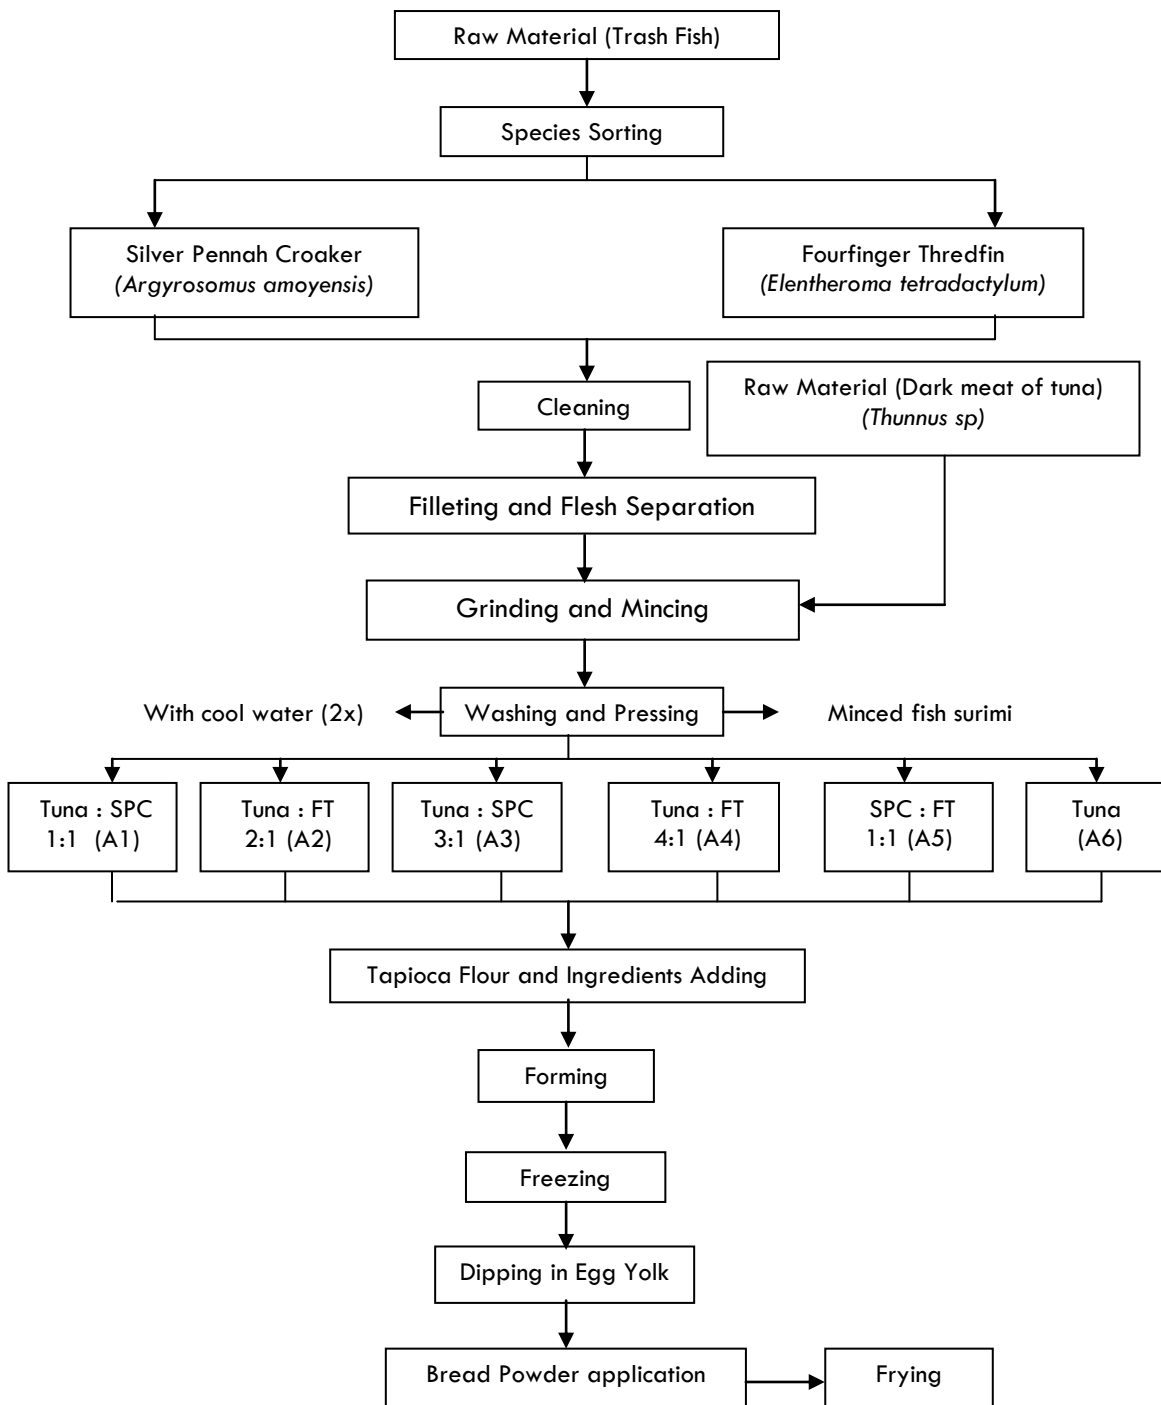 Raw Material (Trash Fish)
Species Sorting
Silver Pennah Croaker
(Argyrosomus amoyensis)
Fourfinger Thredfin
(Elentheroma tetradactylum)
Cleaning
Raw Material (Dark meat of tuna)
(Thunnus sp)
Filleting and Flesh Separation
Grinding and Mincing
With cool water (2x)
Washing and Pressing
Minced fish surimi
Tuna : SPC
1:1 (A1)
Tuna : FT
2:1 (A2)
Tuna : SPC
3:1 (A3)
Tuna : FT
4:1 (A4)
SPC : FT
1:1 (A5)
Tuna
(A6)
Tapioca Flour and Ingredients Adding
Forming
Freezing
Dipping in Egg Yolk
Bread Powder application
Frying